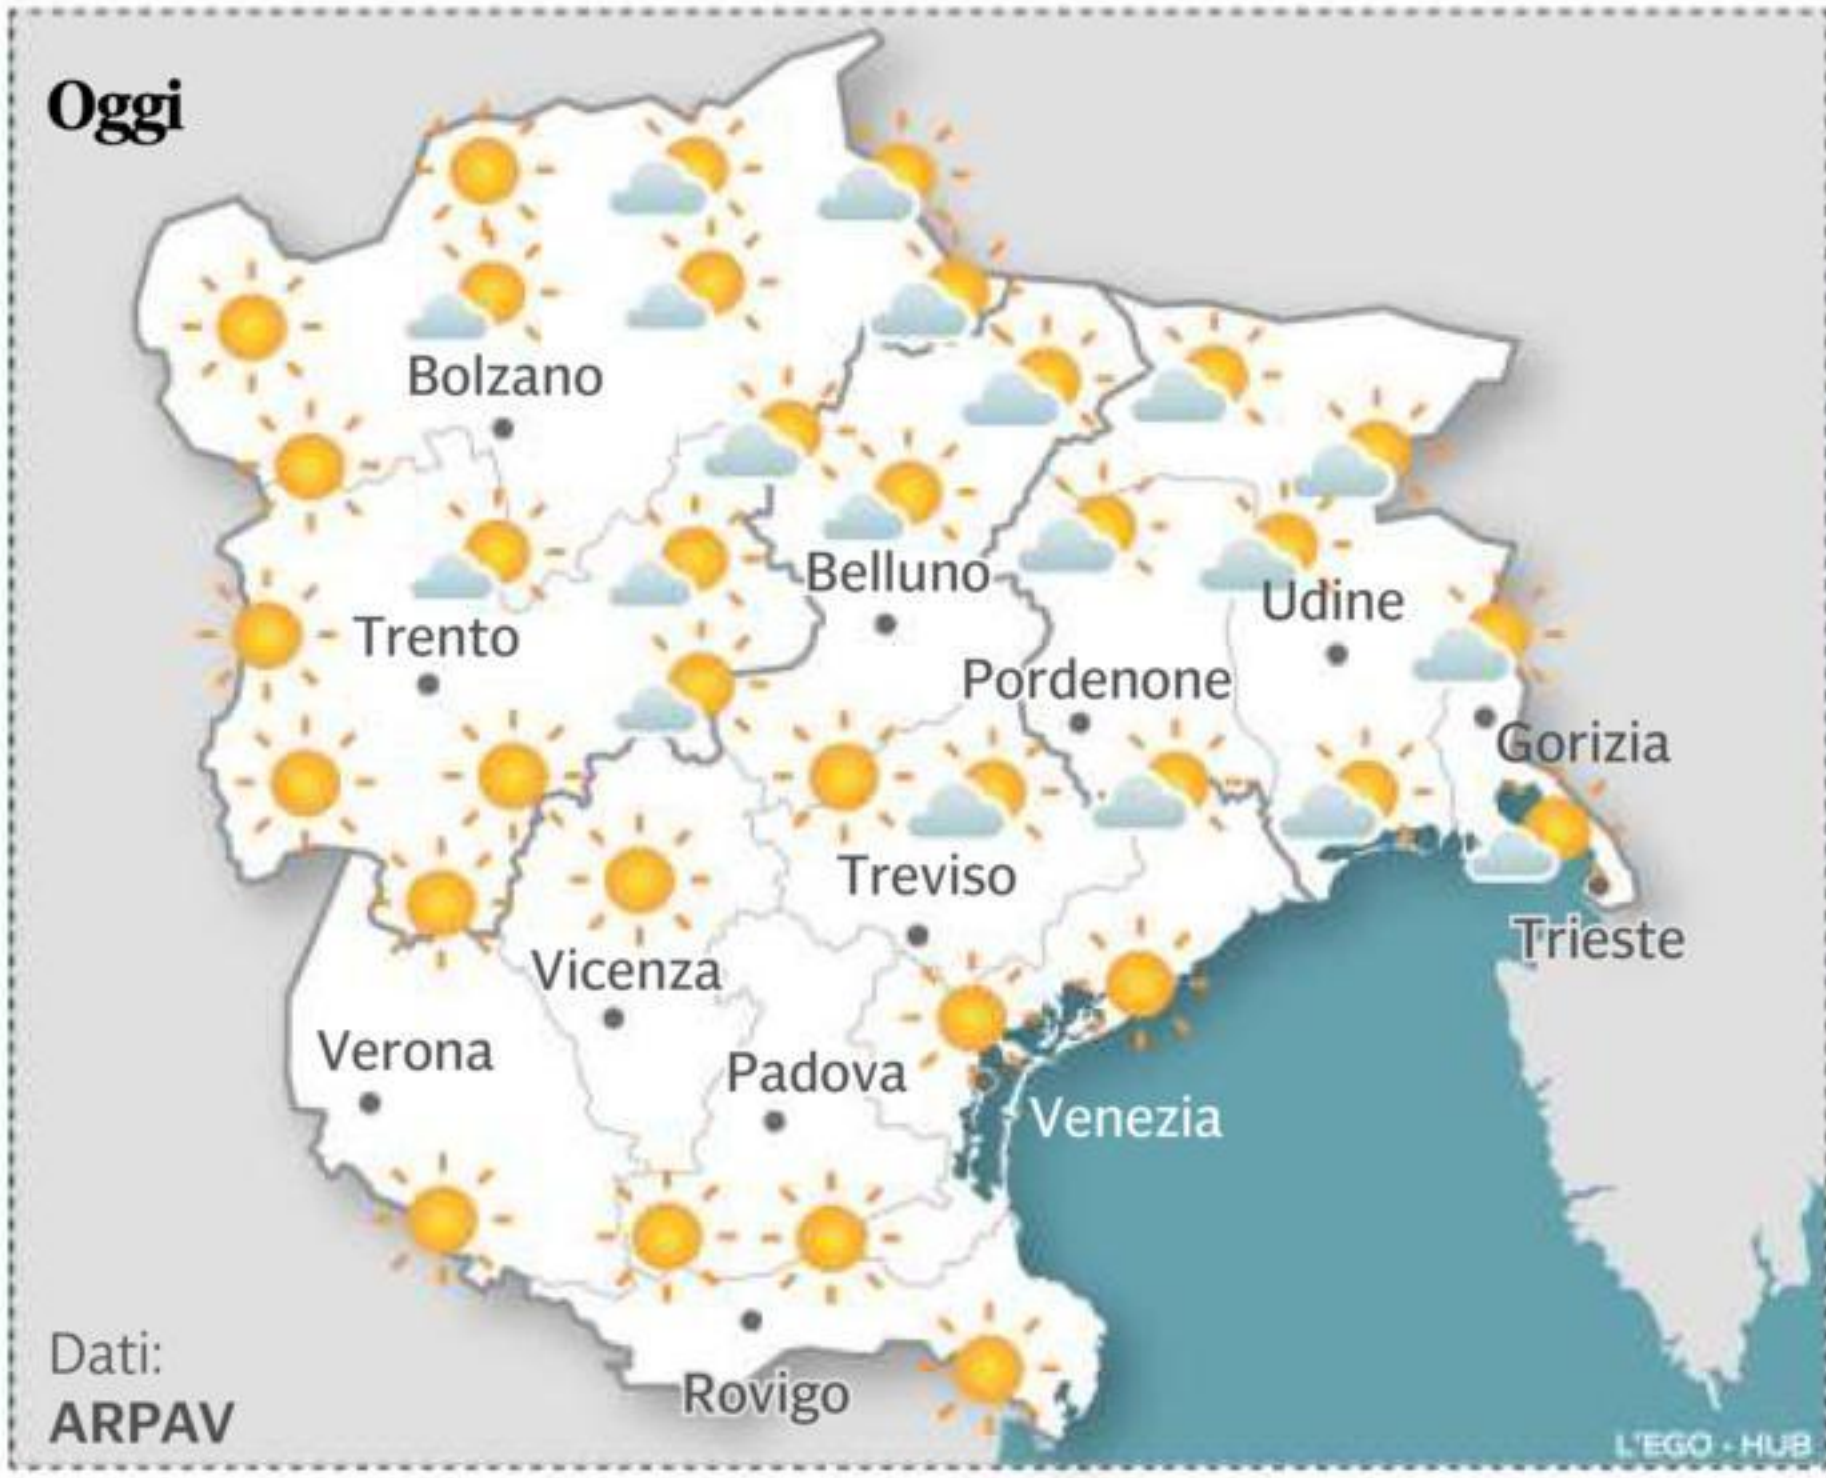 Oggi
Bolzano
Belluno
Udine
Trento
Pordenone
Gorizia
Treviso
Trieste
Vicenza
Verona
Padova
Venezia
Dati:
ARPAV
Rovigo
L'EGO - HUB